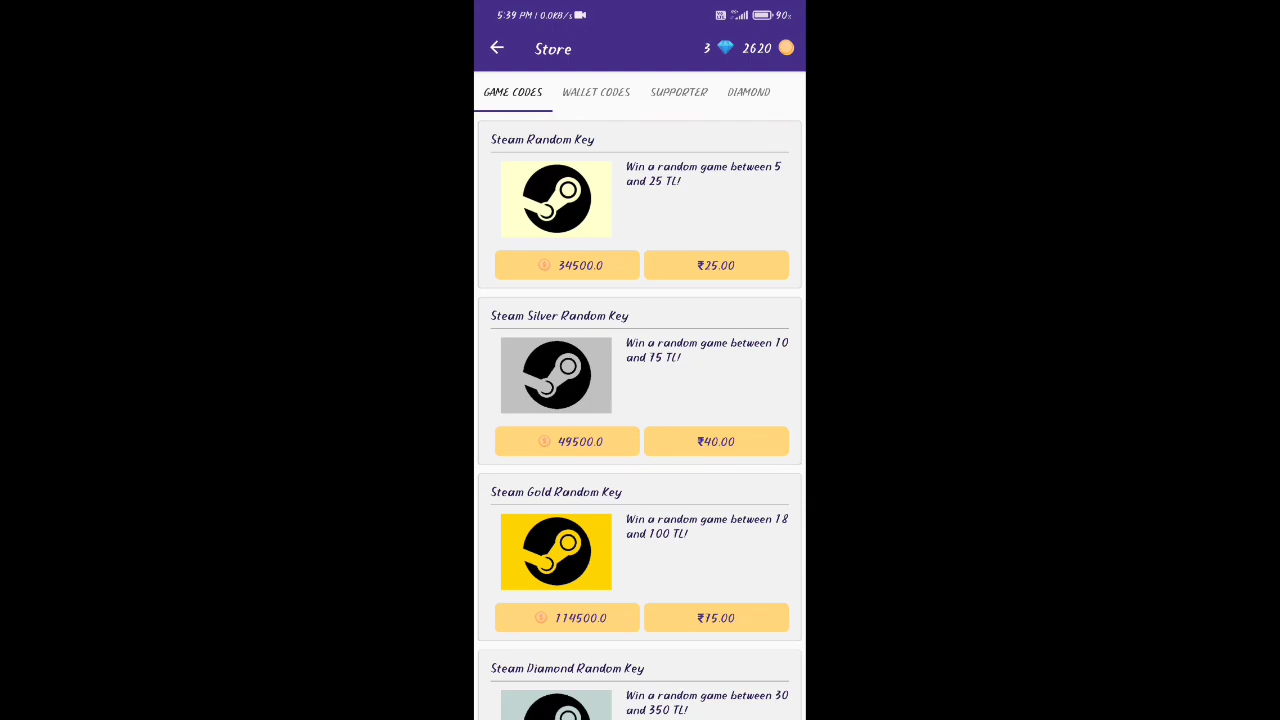 5:39 PM | 0.0KB/s 90%
Store 3 2620
GAME CODES WALLET CODES SUPPORTER DIAMOND
Steam Random Key
Win a random game between 5
and 25 TL!
34500.0 ₹25.00
Steam Silver Random Key
Win a random game between 10
and 75 TL!
49500.0 ₹40.00
Steam Gold Random Key
Win a random game between 18
and 100 TL!
114500.0 ₹75.00
Steam Diamond Random Key
Win a random game between 30
and 350 TL!